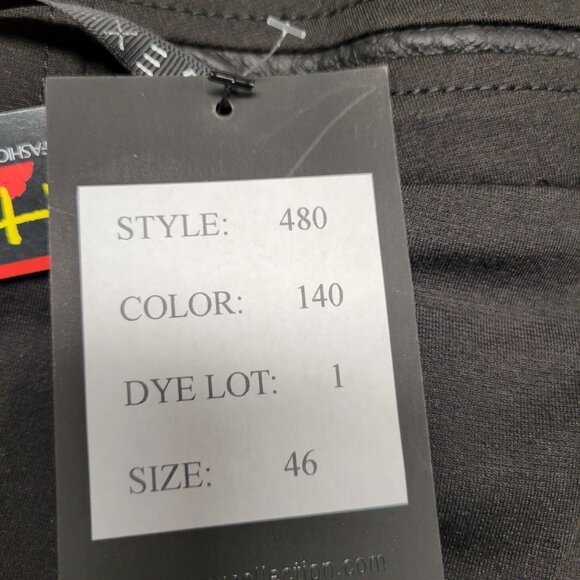 STYLE: 480
COLOR: 140
DYE LOT: 1
SIZE: 46